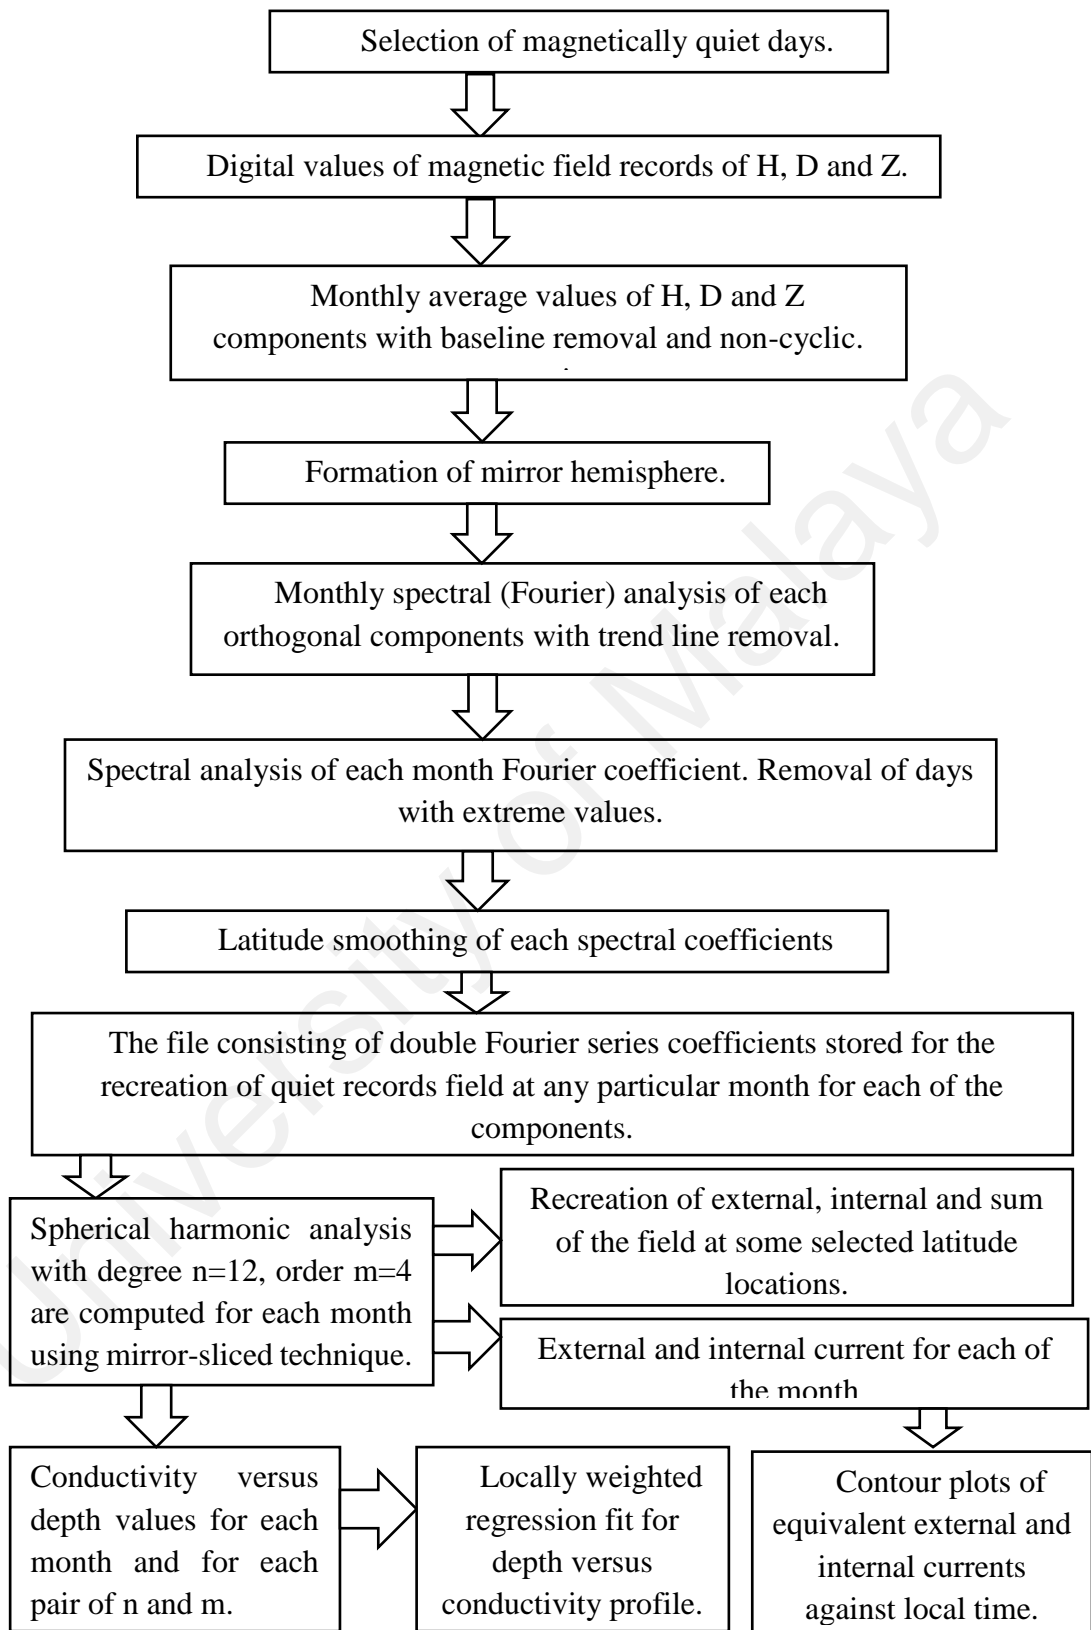 Selection of magnetically quiet days.
Digital values of magnetic field records of H, D and Z.
Monthly average values of H, D and Z
components with baseline removal and non-cyclic.
Formation of mirror hemisphere.
Monthly spectral (Fourier) analysis of each
orthogonal components with trend line removal.
Spectral analysis of each month Fourier coefficient. Removal of days
with extreme values.
Latitude smoothing of each spectral coefficients
The file consisting of double Fourier series coefficients stored for the
recreation of quiet records field at any particular month for each of the
components.
Spherical harmonic analysis
with degree n=12, order m=4
are computed for each month
using mirror-sliced technique.
Recreation of external, internal and sum
of the field at some selected latitude
locations.
External and internal current for each of
the month
Conductivity versus
depth values for each
month and for each
pair of n and m.
Locally weighted
regression fit for
depth versus
conductivity profile.
Contour plots of
equivalent external and
internal currents
against local time.
University of Malaya